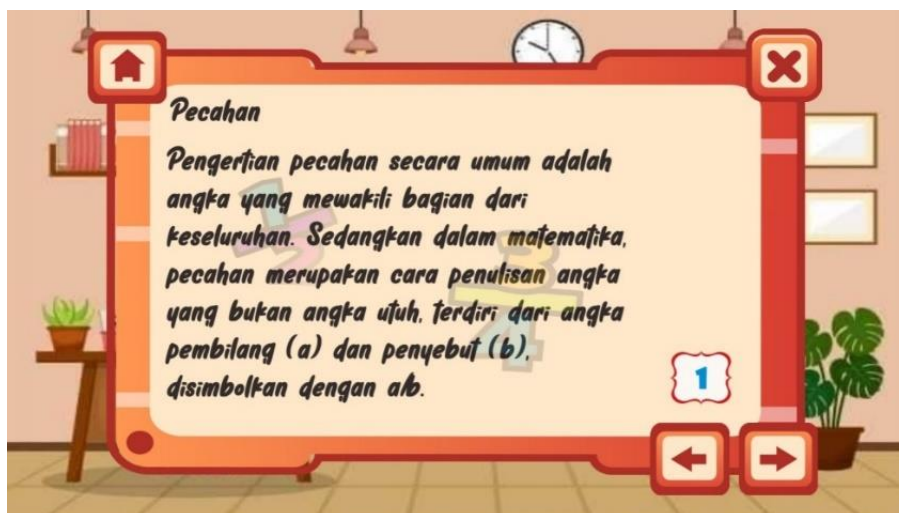 Pecahan
Pengertian pecahan secara umum adalah
angka yang mewakili bagian dari
keseluruhan. Sedangkan dalam matematika,
pecahan merupakan cara penulisan angka
yang bukan angka utuh, terdiri dari angka
pembilang (a) dan penyebut (b),
disimbolkan dengan a/b.
1